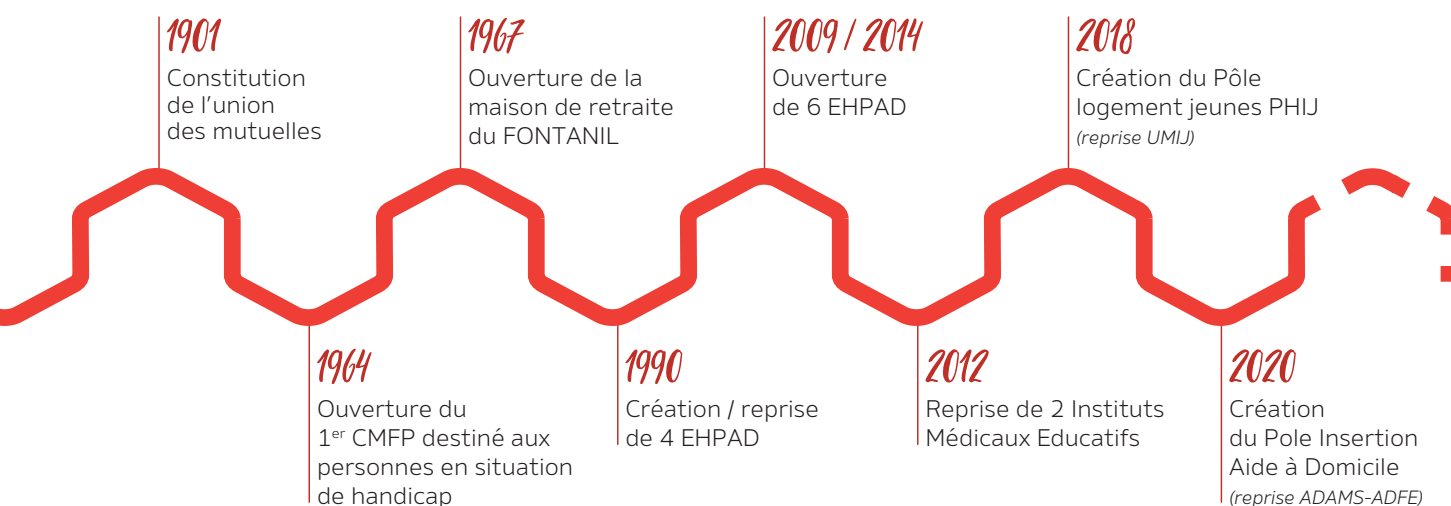 1901
Constitution
de l'union
des mutuelles
1964
Ouverture du
1er CMFP destiné aux
personnes en situation
de handicap
1967
Ouverture de la
maison de retraite
du FONTANIL
1990
Création / reprise
de 4 EHPAD
2009 / 2014
Ouverture
de 6 EHPAD
2012
Reprise de 2 Instituts
Médicaux Educatifs
2018
Création du Pôle
logement jeunes PHIJ
(reprise UMIJ)
2020
Création
du Pole Insertion
Aide à Domicile
(reprise ADAMS-ADFE)